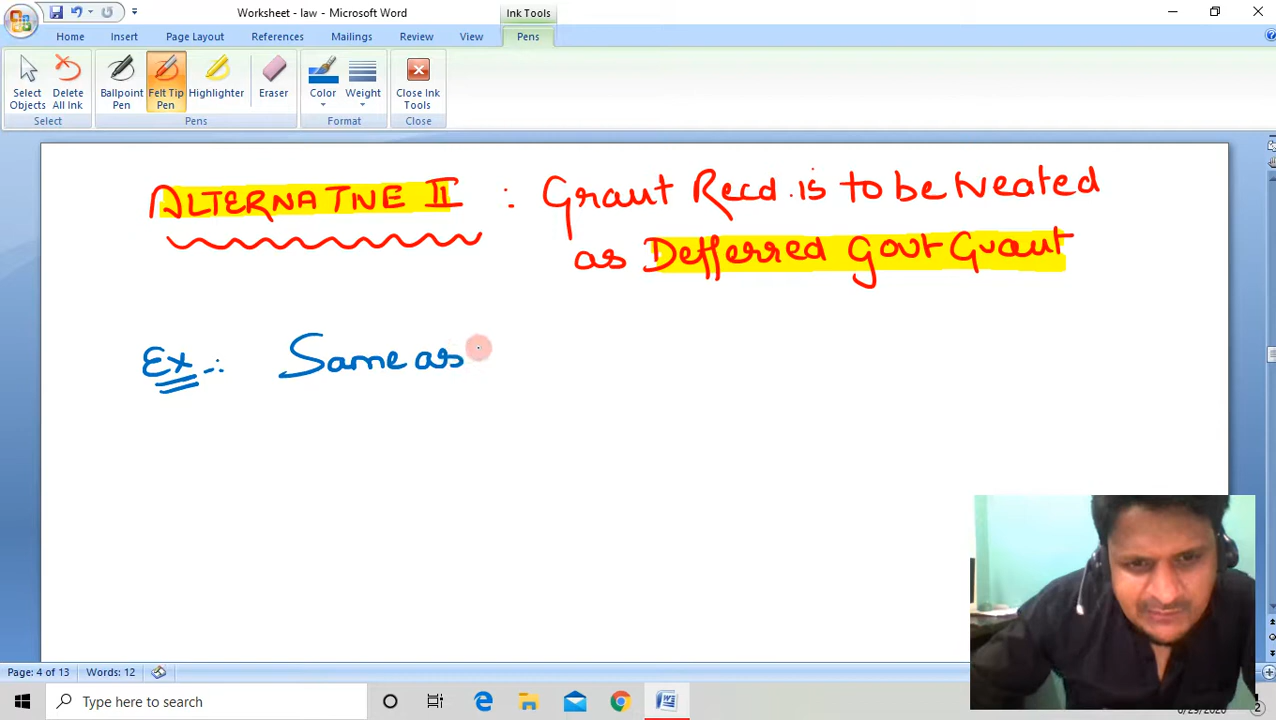 Worksheet - law - Microsoft Word
Ink Tools
Home Insert Page Layout References Mailings Review View Pens
Select Objects
Delete All Ink
Ballpoint Pen
Felt Tip Pen
Highlighter
Eraser
Color
Weight
Close Ink Tools
Select
Pens
Format
Close
ALTERNATIVE II : Grant Recd. is to be treated
as Defferred Govt Grant
Ex :- Same as
Page: 4 of 13 Words: 12
Type here to search